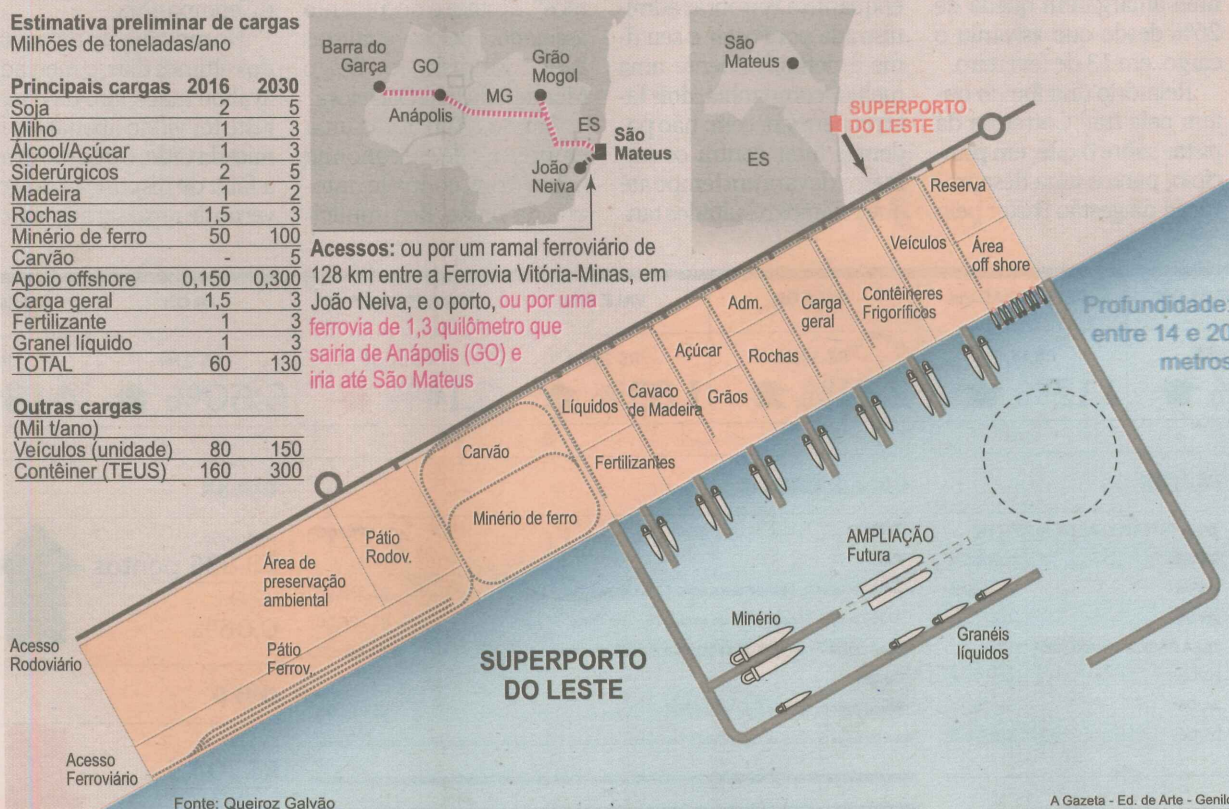 Estimativa preliminar de cargas
Milhões de toneladas/ano
Principais cargas 2016 2030
Soja 2 5
Milho 1 3
Álcool/Açúcar 1 3
Siderúrgicos 2 5
Madeira 1 2
Rochas 1,5 3
Minério de ferro 50 100
Carvão - 5
Apoio offshore 0,150 0,300
Carga geral 1,5 3
Fertilizante 1 3
Granel líquido 1 3
TOTAL 60 130
Outras cargas
(Mil t/ano)
Veículos (unidade) 80 150
Contêiner (TEUS) 160 300
Barra do
Garça
GO
Anápolis
Grão
Mogol
MG
ES
São
Mateus
João
Neiva
Acessos: ou por um ramal ferroviário de
128 km entre a Ferrovia Vitória-Minas, em
João Neiva, e o porto, ou por uma
ferrovia de 1,3 quilômetro que
sairia de Anápolis (GO) e
iria até São Mateus
São
Mateus
ES
SUPERPORTO
DO LESTE
Reserva
Área
off shore
Veículos
Contêineres
Frigoríficos
Carga
geral
Adm.
Rochas
Açúcar
Grãos
Cavaco
de Madeira
Líquidos
Fertilizantes
Carvão
Minério de ferro
Pátio
Rodov.
Área de
preservação
ambiental
Pátio
Ferrov.
Acesso
Rodoviário
Acesso
Ferroviário
Profundidade
entre 14 e 20
metros
AMPLIAÇÃO
Futura
Minério
Granéis
líquidos
SUPERPORTO
DO LESTE
Fonte: Queiroz Galvão
A Gazeta - Ed. de Arte - Genild